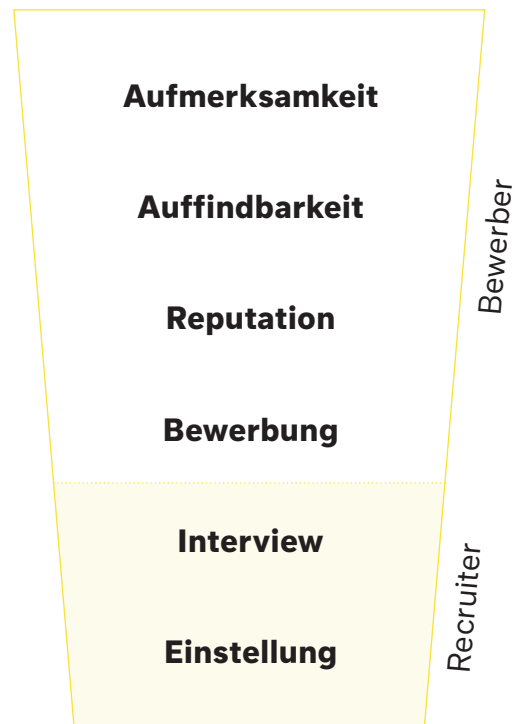 Aufmerksamkeit
Auffindbarkeit
Reputation
Bewerbung
Bewerber
Interview
Einstellung
Recruiter